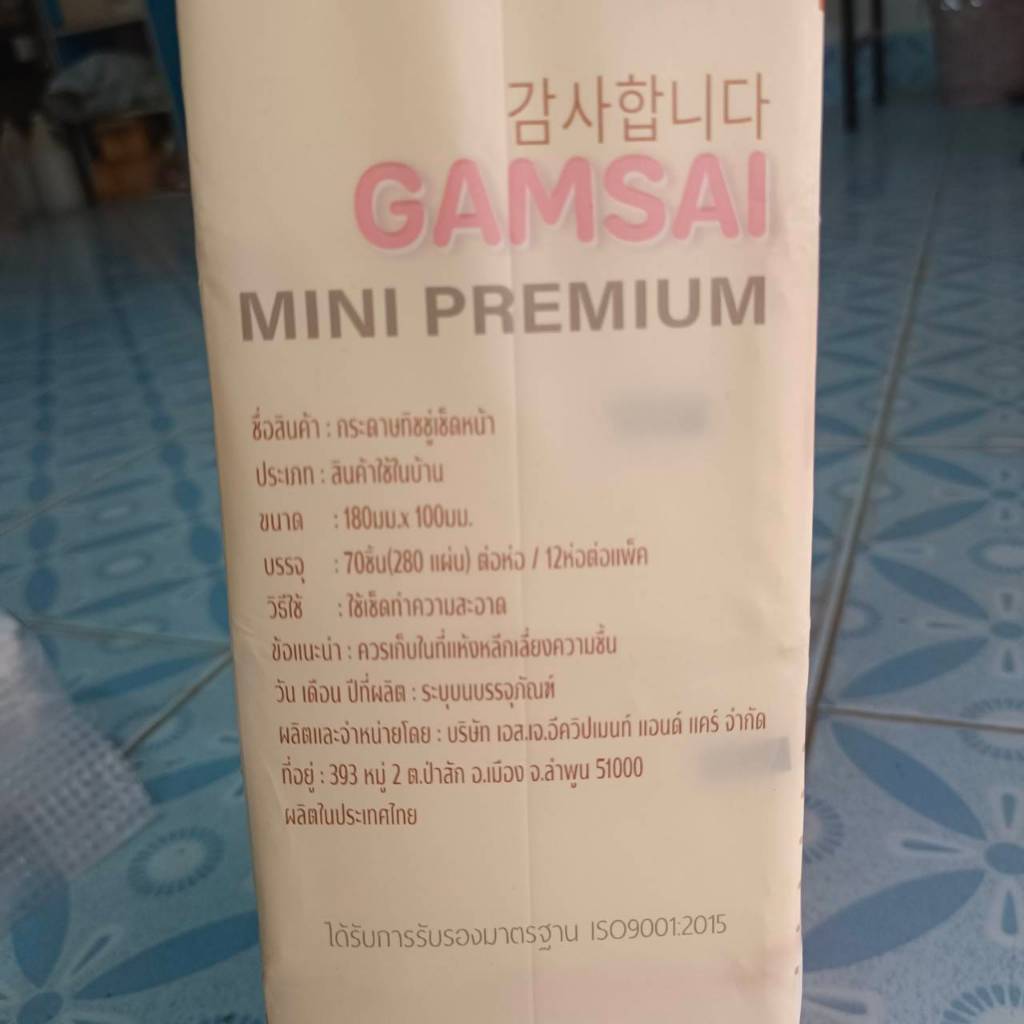 감사합니다
GAMSAI
MINI PREMIUM
ชื่อสินค้า : กระดาษทิชชู่เช็ดหน้า
ประเภท : สินค้าใช้ในบ้าน
ขนาด : 180มม.x 100มม.
บรรจุ : 70ชิ้น(280 แผ่น) ต่อห่อ / 12ห่อต่อแพ็ค
วิธีใช้ : ใช้เช็ดทำความสะอาด
ข้อแนะนำ : ควรเก็บในที่แห้งหลีกเลี่ยงความชื้น
วัน เดือน ปีที่ผลิต : ระบุบนบรรจุภัณฑ์
ผลิตและจำหน่ายโดย : บริษัท เอส.เจ.อีควิปเมนท์ แอนด์ แคร์ จำกัด
ที่อยู่ : 393 หมู่ 2 ต.ป่าสัก อ.เมือง จ.ลำพูน 51000
ผลิตในประเทศไทย
ได้รับการรับรองมาตรฐาน ISO9001:2015